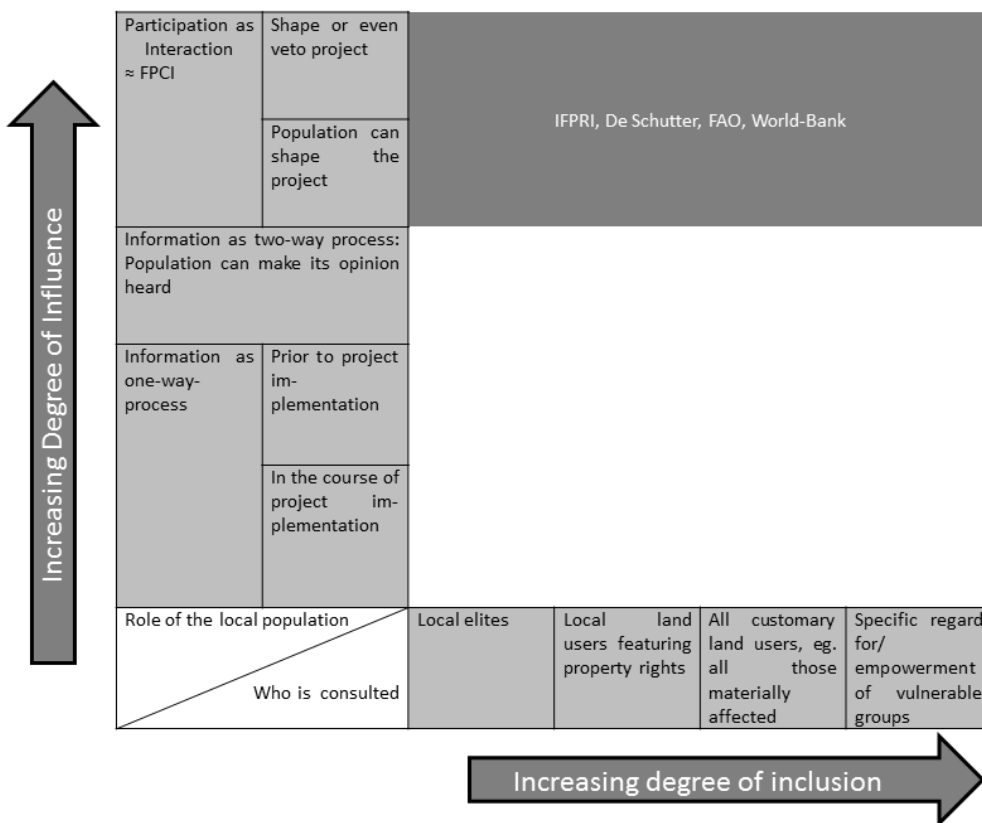 Participation as
Interaction
≈ FPCI
Shape or even
veto project
IFPRI, De Schutter, FAO, World-Bank
Population can
shape the
project
Information as two-way process:
Population can make its opinion
heard
Information as
one-way-
process
Prior to project
im-
plementation
In the course of
project im-
plementation
Increasing Degree of Influence
Role of the local population
Who is consulted
Local elites
Local land
users featuring
property rights
All customary
land users, eg.
all those
materially
affected
Specific regard
for/
empowerment
of vulnerable
groups
Increasing degree of inclusion